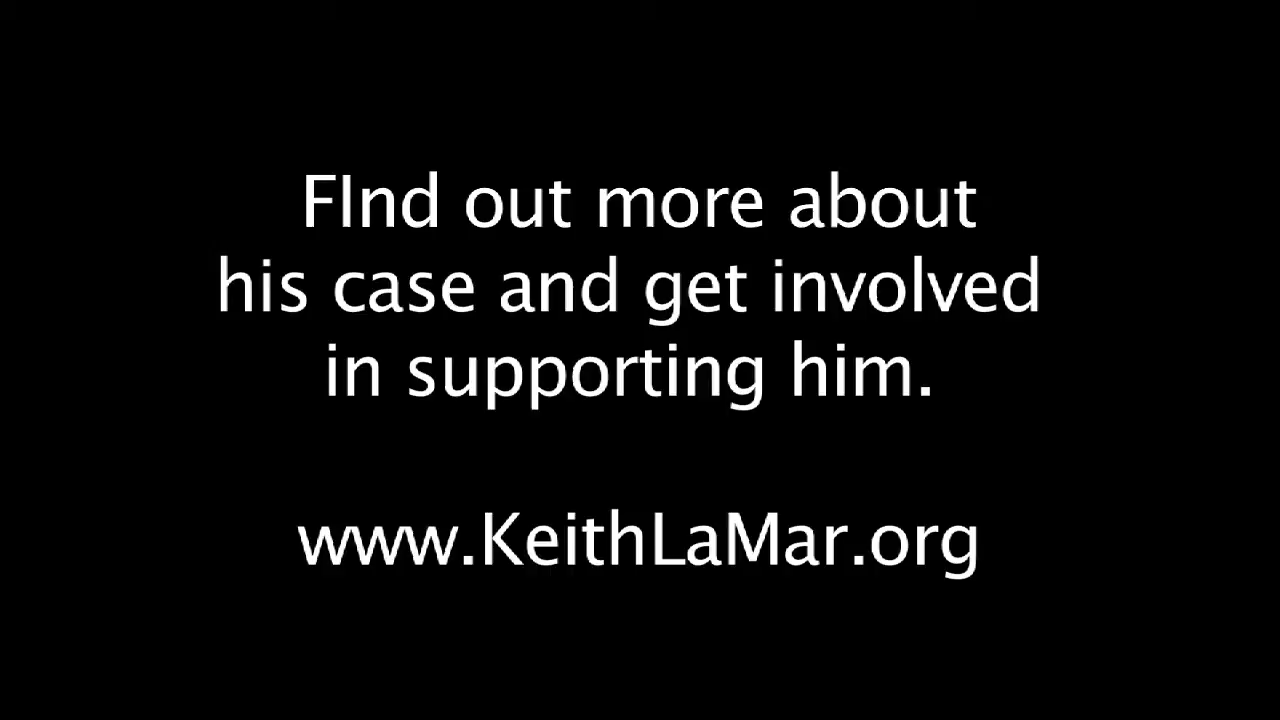 FInd out more about
his case and get involved
in supporting him.
www.KeithLaMar.org